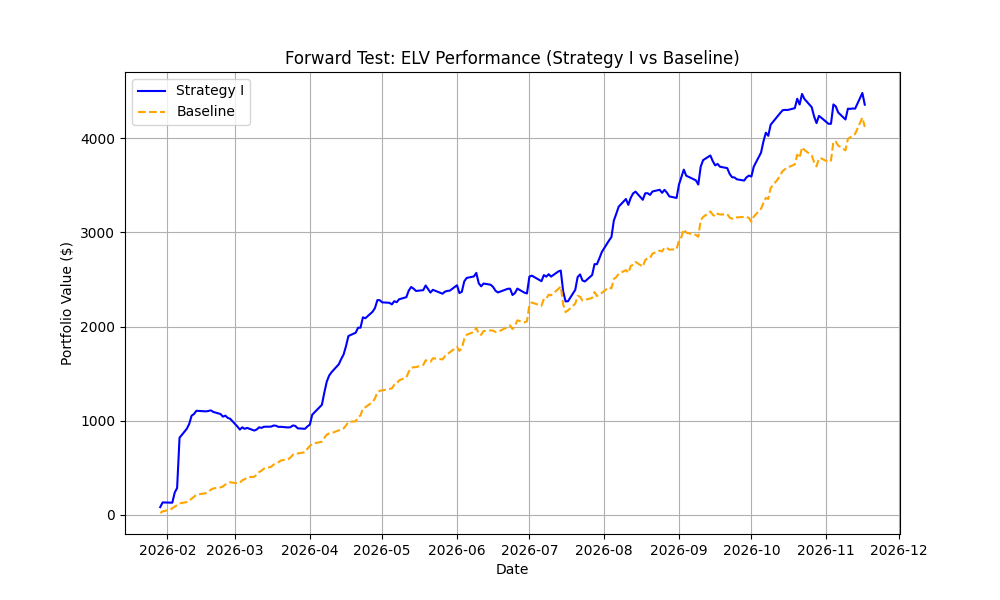 Forward Test: ELV Performance (Strategy I vs Baseline)
Strategy I
Baseline
Portfolio Value ($)
4000
3000
2000
1000
0
2026-02 2026-03 2026-04 2026-05 2026-06 2026-07 2026-08 2026-09 2026-10 2026-11 2026-12
Date